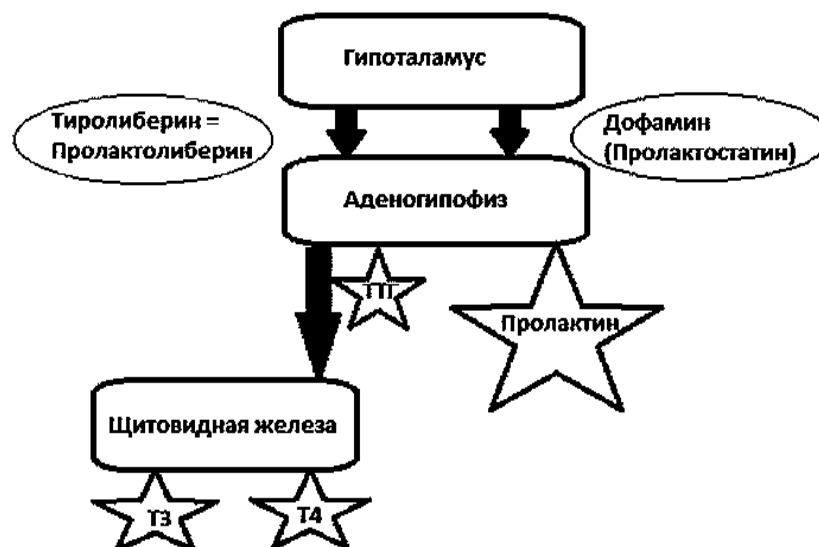 Гипоталамус
Тиролиберин =
Пролактолиберин
Дофамин
(Пролактостатин)
Аденогипофиз
ТТГ
Пролактин
Щитовидная железа
Т3
Т4